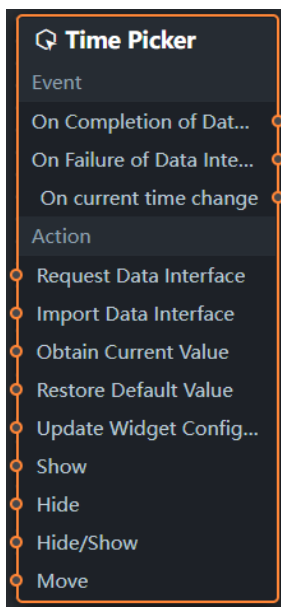 Time Picker
Event
On Completion of Dat...
On Failure of Data Inte...
On current time change
Action
Request Data Interface
Import Data Interface
Obtain Current Value
Restore Default Value
Update Widget Config...
Show
Hide
Hide/Show
Move